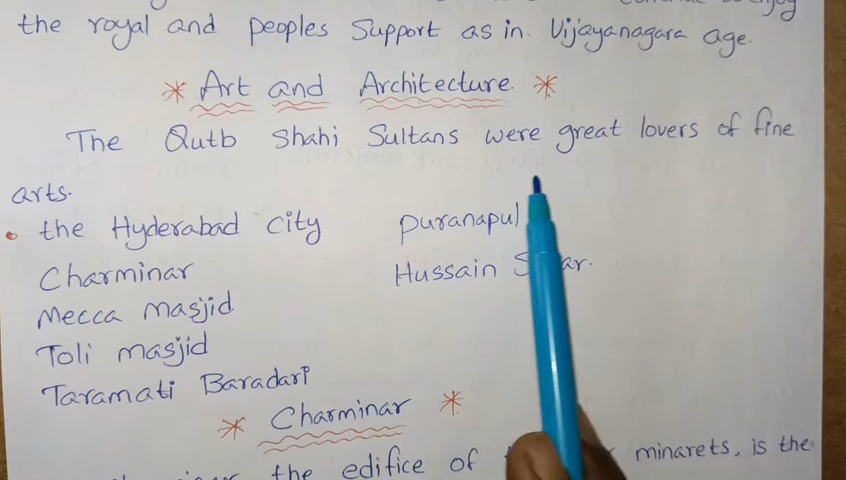 the royal and peoples Support as in. Vijayanagara age.
* Art and Architecture. *
The Qutb Shahi Sultans were great lovers of fine
arts.
• the Hyderabad city
Charminar
Mecca masjid
Toli masjid
Taramati Baradari
Puranapul
Hussain
* Charminar *
the edifice of minarets, is the